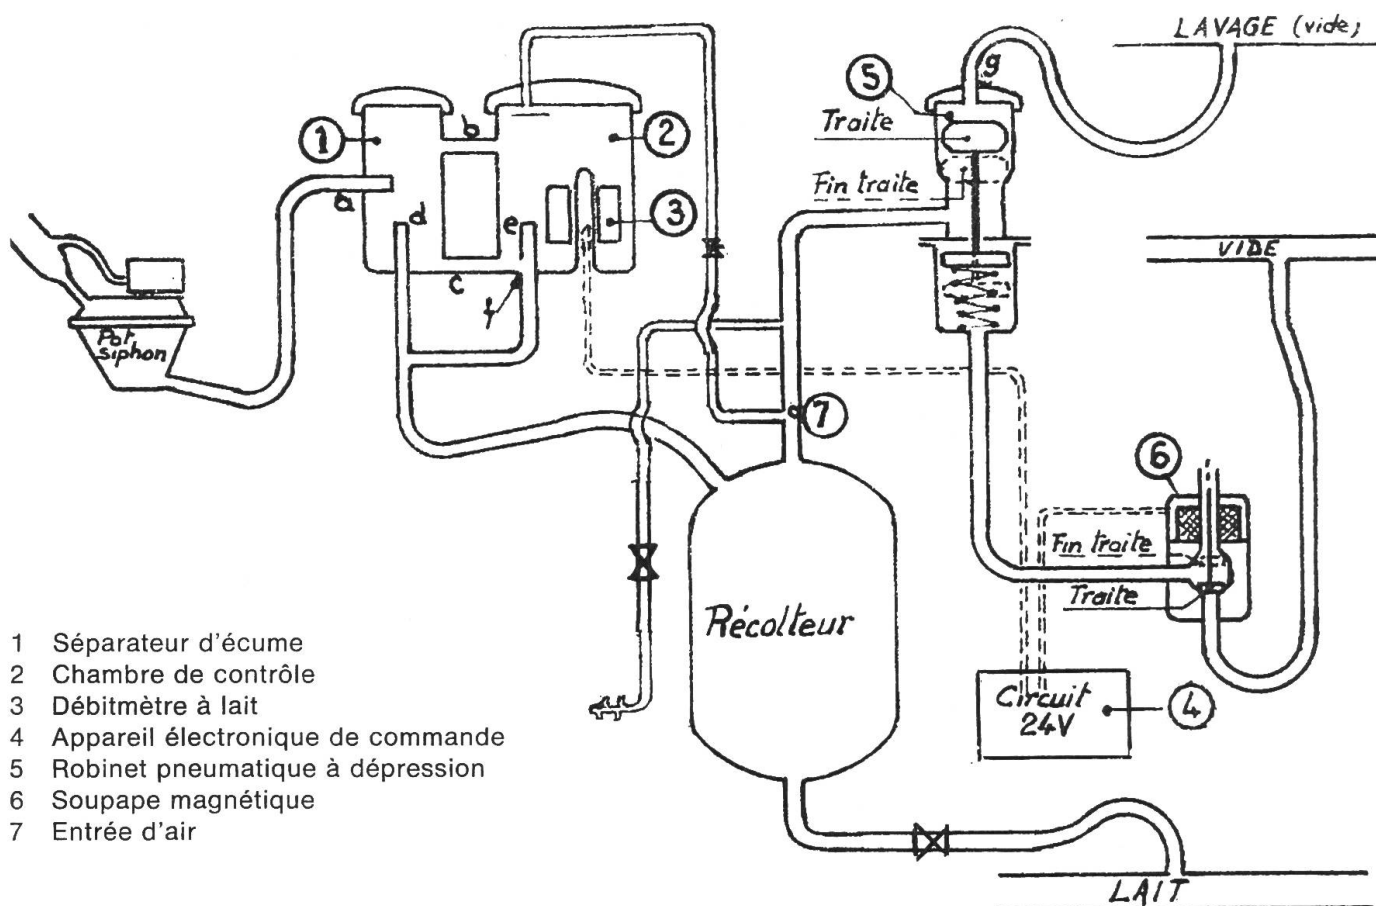 LAVAGE (vide)
g
5
Traite
b
1
2
Fin traite
a
d
e
3
VIDE
c
f
Pot
siphon
7
6
Fin traite
Traite
Récolteur
Circuit
24V
4
1 Séparateur d'écume
2 Chambre de contrôle
3 Débitmètre à lait
4 Appareil électronique de commande
5 Robinet pneumatique à dépression
6 Soupape magnétique
7 Entrée d'air
LAIT